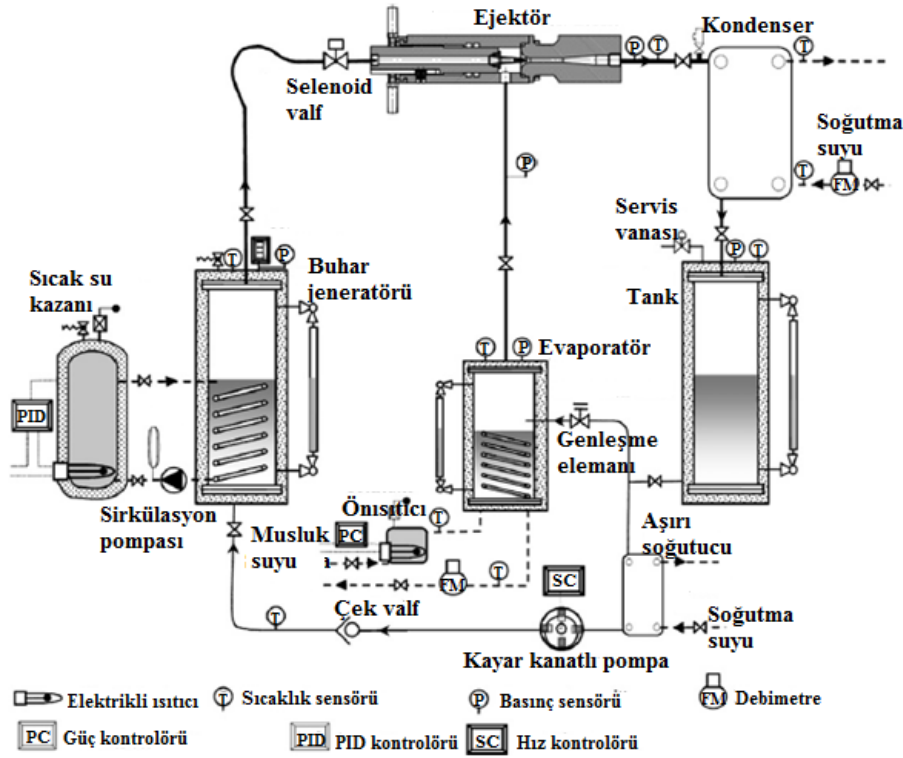 Ejektör
Kondenser
P
T
T
Selenoid
valf
Soğutma
suyu
T
FM
P
Servis
vanası
P
T
T
P
Buhar
jeneratörü
Sıcak su
kazanı
Tank
T
P
Evaporatör
PID
Genleşme
elemanı
Sirkülasyon
pompası
Musluk
suyu
Önısıtıcı
PC
T
Aşırı
soğutucu
FM
T
SC
Çek valf
T
Kayar kanatlı pompa
Soğutma
suyu
Elektrikli ısıtıcı
T Sıcaklık sensörü
P Basınç sensörü
FM Debimetre
PC Güç kontrolörü
PID PID kontrolörü
SC Hız kontrolörü